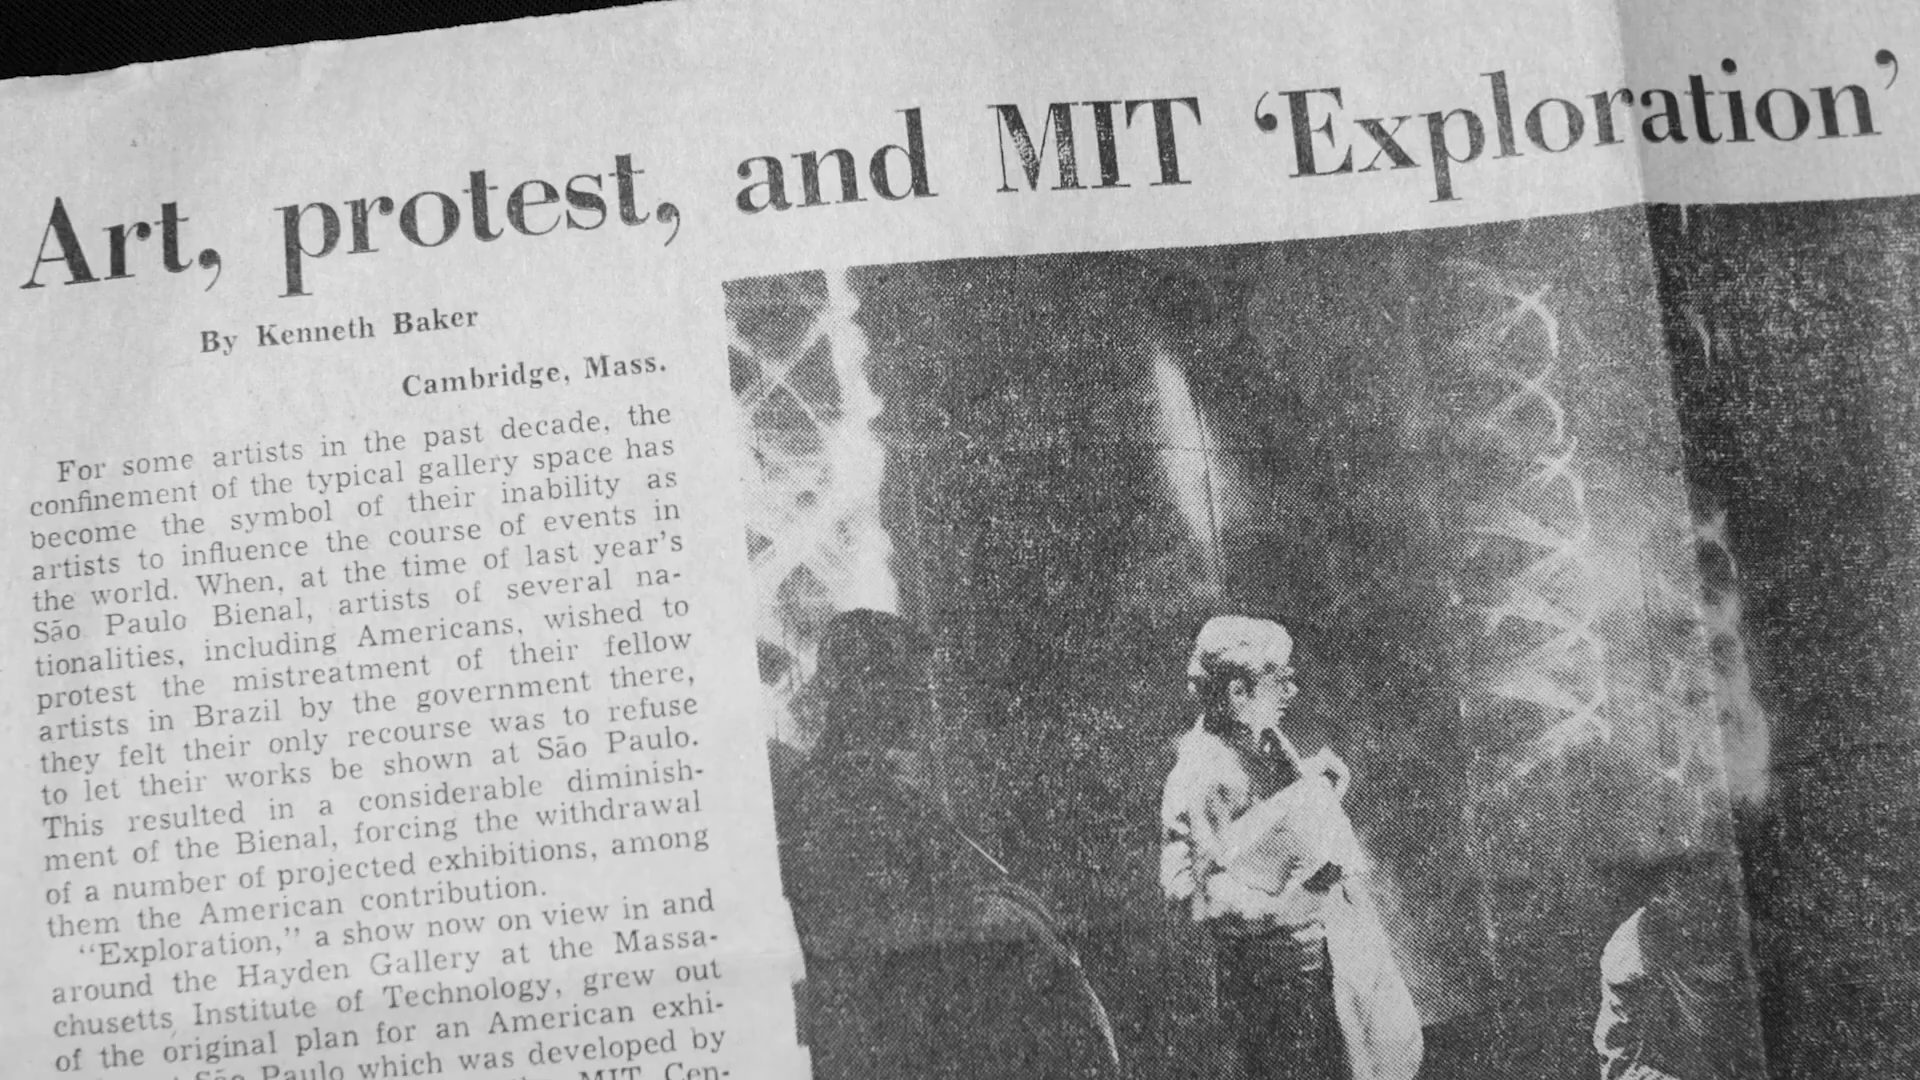 Art, protest, and MIT ‘Exploration’
By Kenneth Baker
Cambridge, Mass.
For some artists in the past decade, the
confinement of the typical gallery space has
become the symbol of their inability as
artists to influence the course of events in
the world. When, at the time of last year’s
São Paulo Bienal, artists of several na-
tionalities, including Americans, wished to
protest the mistreatment of their fellow
artists in Brazil by the government there,
they felt their only recourse was to refuse
to let their works be shown at São Paulo.
This resulted in a considerable diminish-
ment of the Bienal, forcing the withdrawal
of a number of projected exhibitions, among
them the American contribution.
“Exploration,” a show now on view in and
around the Hayden Gallery at the Massa-
chusetts Institute of Technology, grew out
of the original plan for an American exhi-
São Paulo which was developed by
MIT Cen-